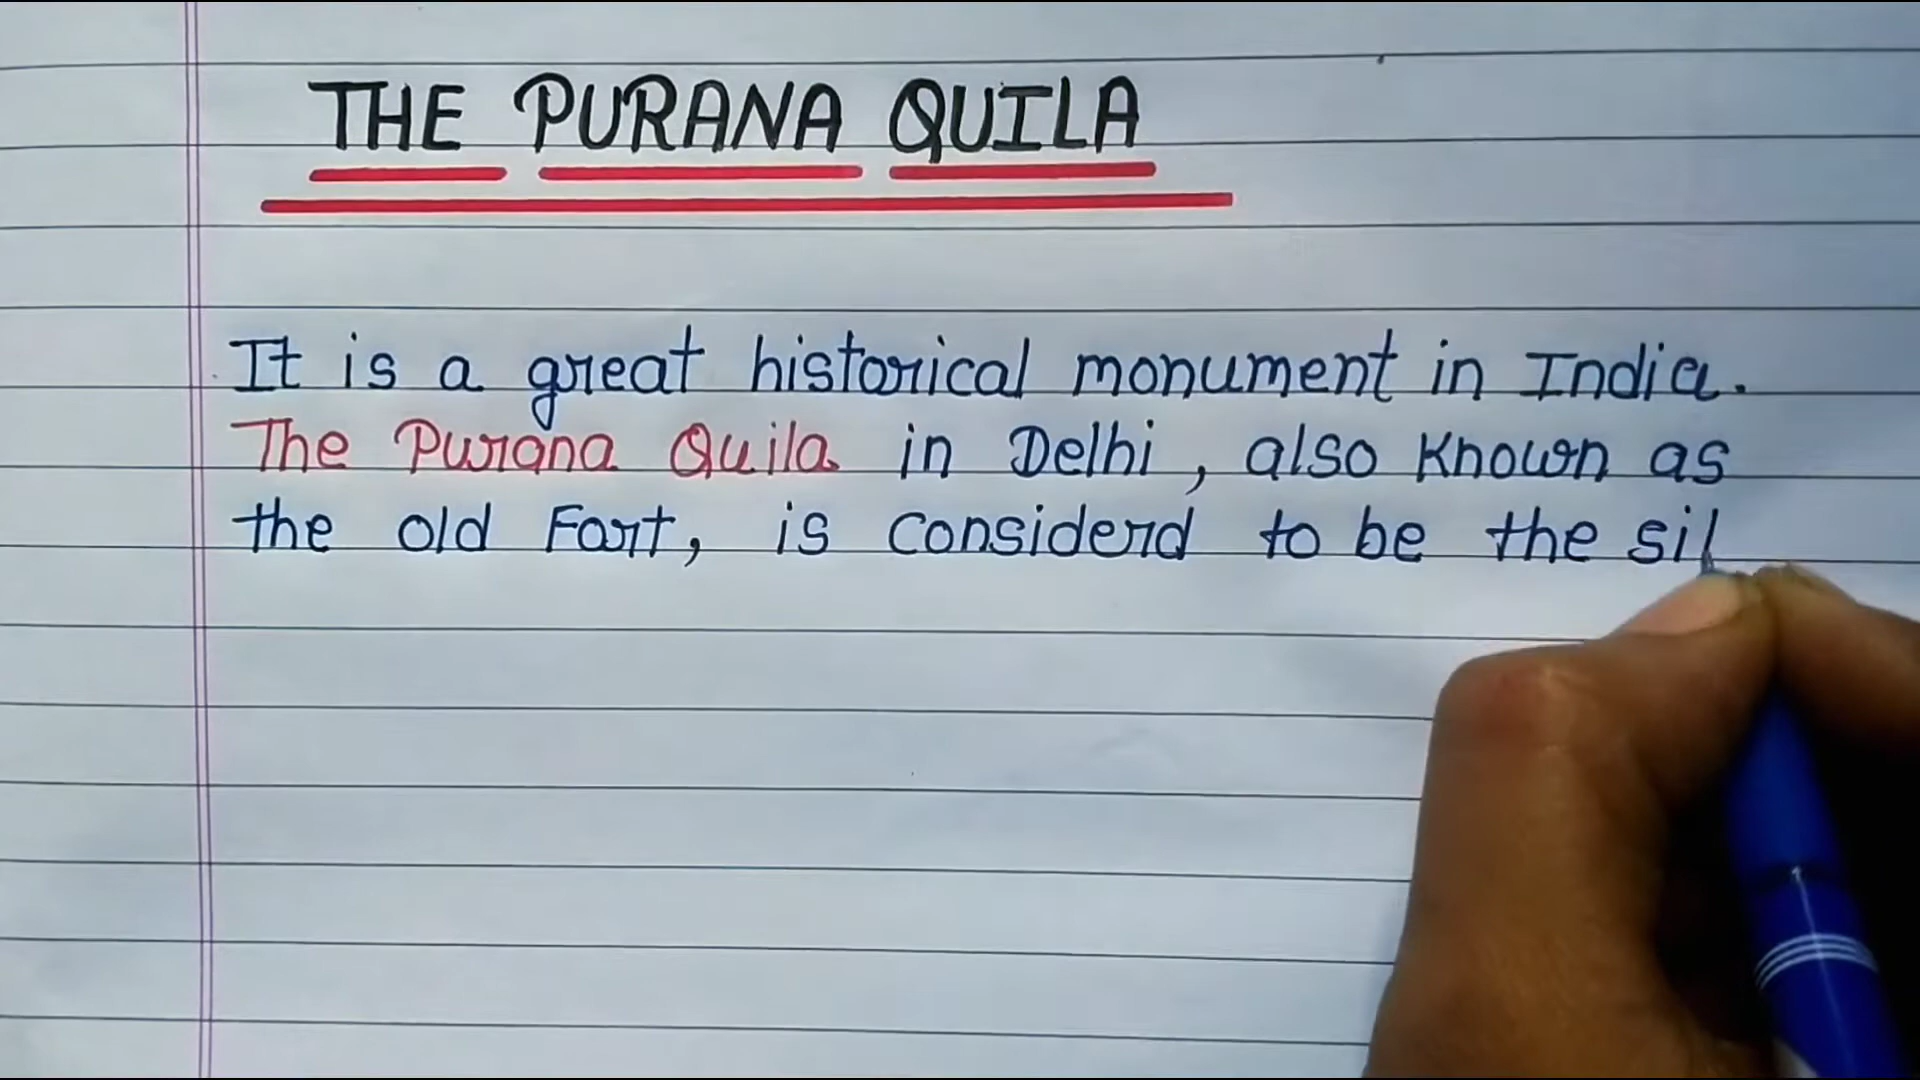 THE PURANA QUILA
It is a great historical monument in India.
The Purana Quila in Delhi, also Known as
the old Fort, is Considerd to be the sil